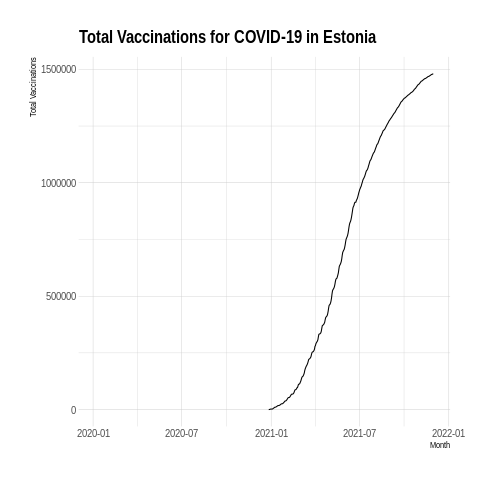 Total Vaccinations for COVID-19 in Estonia
Total Vaccinations
1500000
1000000
500000
0
2020-01 2020-07 2021-01 2021-07 2022-01
Month